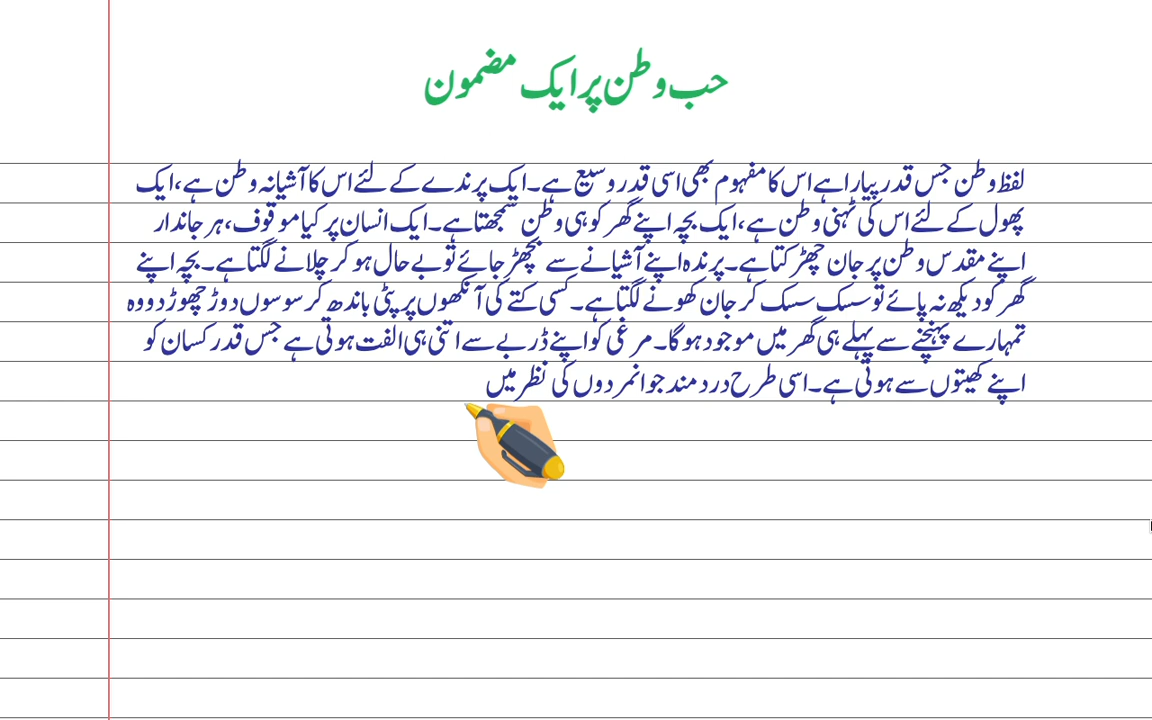 حب وطن پر ایک مضمون
لفظ وطن جس قدر پیارا ہے اس کا مفہوم بھی اسی قدر وسیع ہے۔ ایک پرندے کے لئے اس کا آشیانہ وطن ہے، ایک
پھول کے لئے اس کی ٹہنی وطن ہے، ایک بچہ اپنے گھر کو ہی وطن سمجھتا ہے۔ ایک انسان پر کیا موقوف، ہر جاندار
اپنے مقدس وطن پر جان چھڑکتا ہے۔ پرندہ اپنے آشیانے سے بچھڑ جائے تو بے حال ہو کر چلانے لگتا ہے۔ بچہ اپنے
گھر کو دیکھ نہ پائے تو سسک سسک کر جان کھونے لگتا ہے۔ کسی کتے کی آنکھوں پر پٹی باندھ کر سو سوں دوڑ چھوڑ دو وہ
تمہارے پہنچنے سے پہلے ہی گھر میں موجود ہو گا۔ مرغی کو اپنے ڈربے سے اتنی ہی الفت ہوتی ہے جس قدر کسان کو
اپنے کھیتوں سے ہوتی ہے۔ اسی طرح درد مند جوانمردوں کی نظر میں